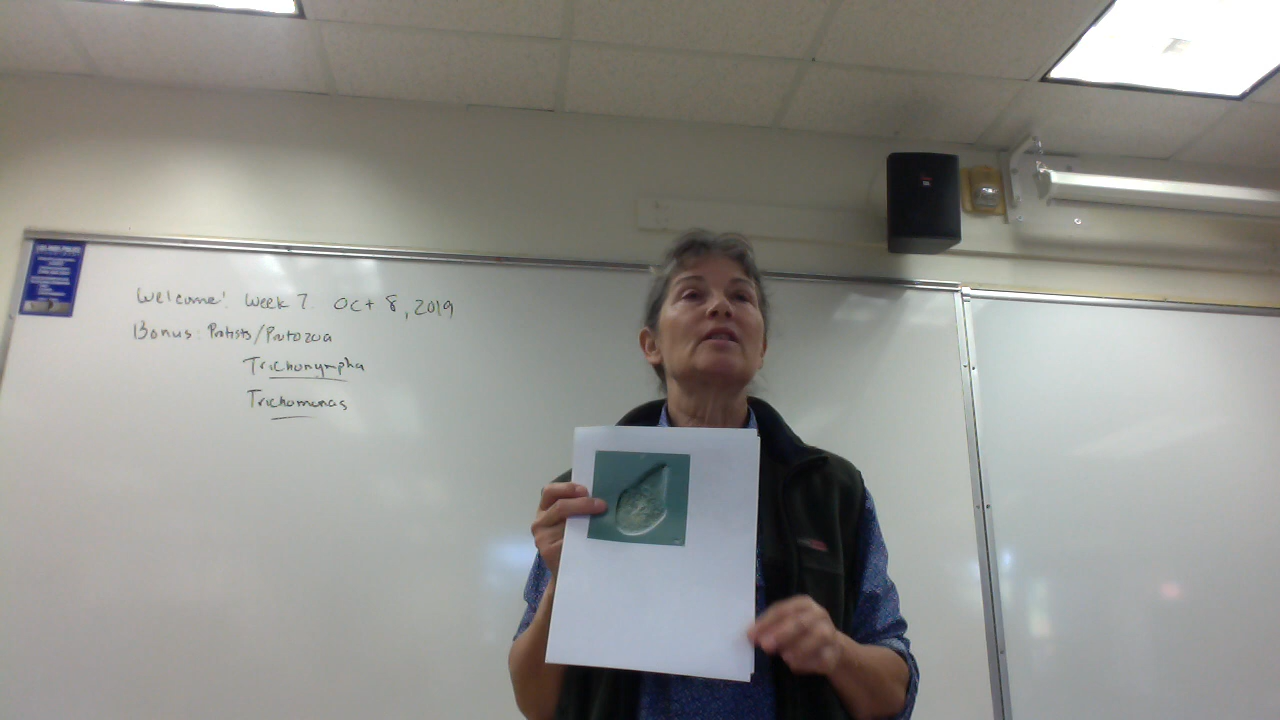 Welcome! Week 7. Oct 8, 2019
Bonus: Protists/Protozoa
Trichonympha
Trichomonas